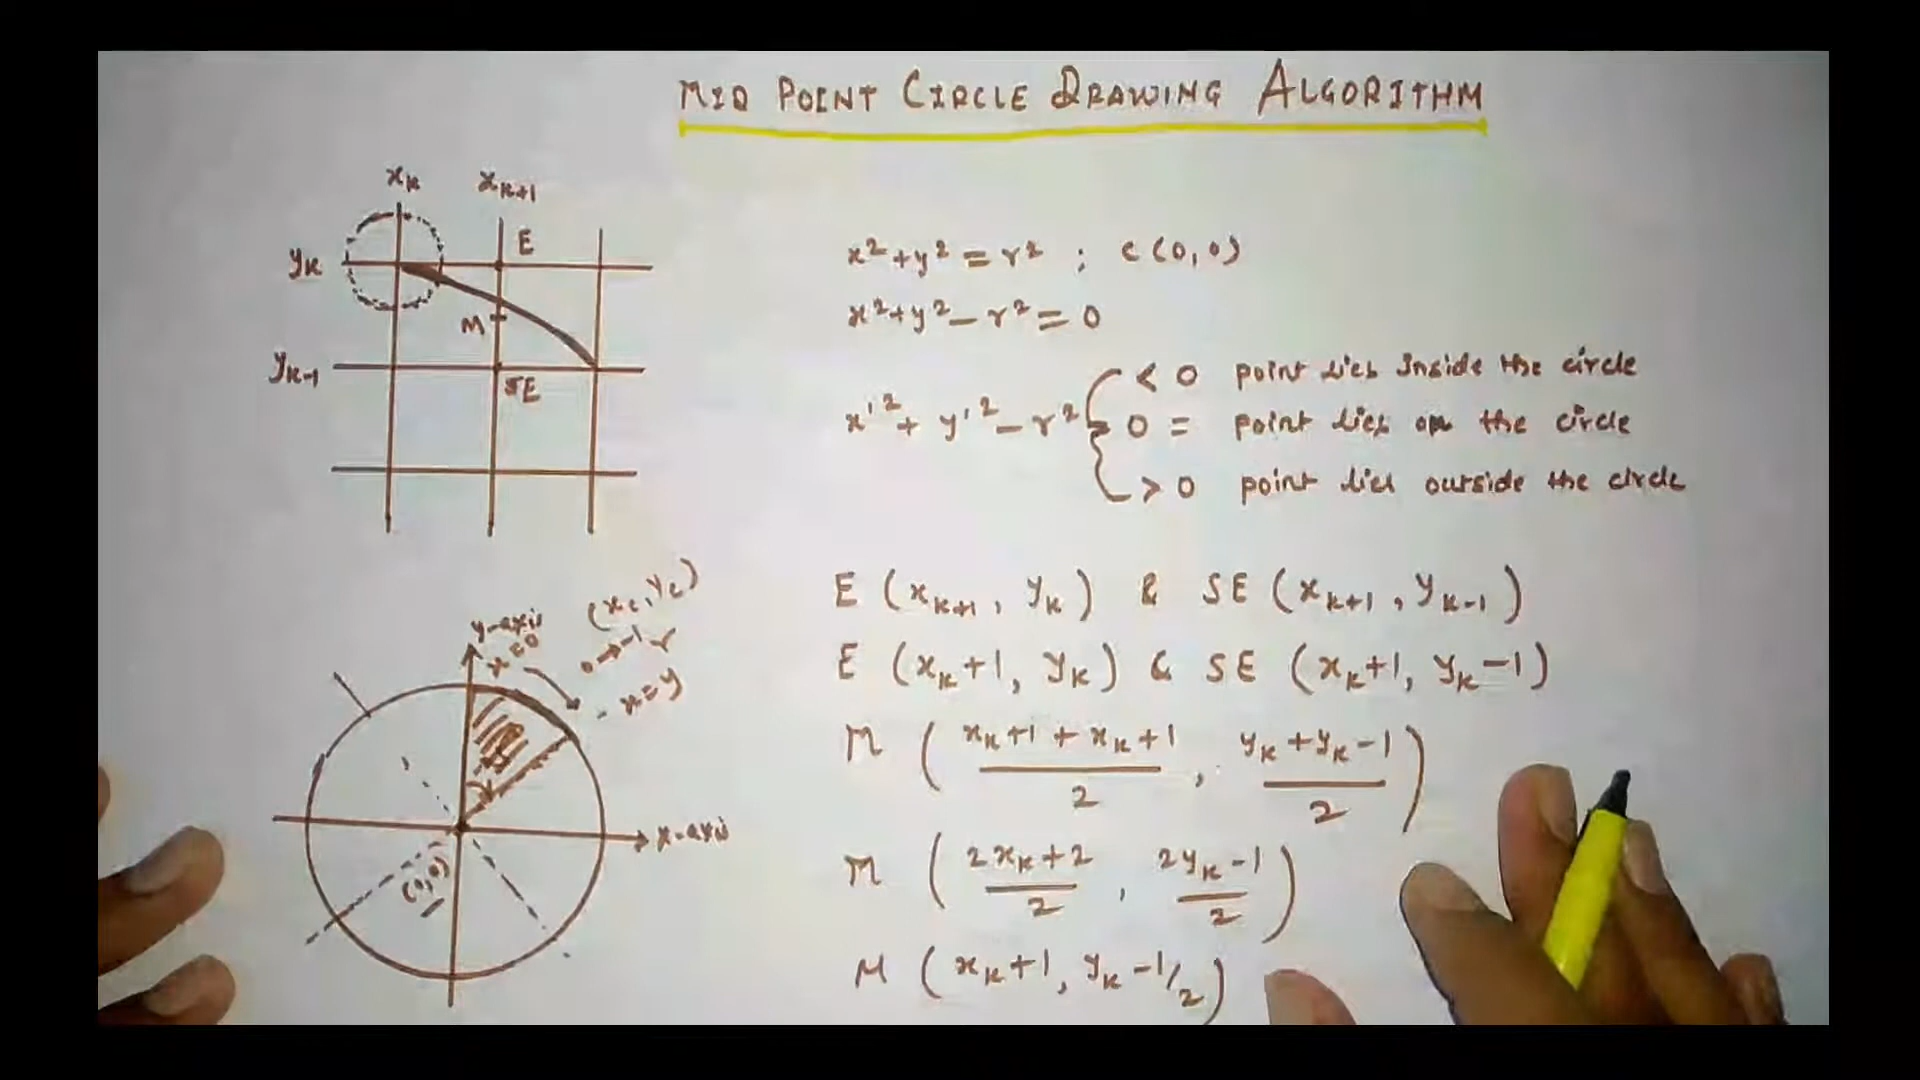 MID POINT CIRCLE DRAWING ALGORITHM
xₖ xₖ₊₁
yₖ E
M
yₖ₋₁ SE
x² + y² = r² ; c (0, 0)
x² + y² - r² = 0
< 0 point lies Inside the circle
x'² + y'² - r² 0 = point lies on the circle
> 0 point lies outside the circle
E (xₖ₊₁, yₖ) & SE (xₖ₊₁, yₖ₋₁)
E (xₖ+1, yₖ) & SE (xₖ+1, yₖ-1)
M ( xₖ+1 + xₖ+1 / 2 , yₖ + yₖ-1 / 2 )
M ( 2xₖ+2 / 2 , 2yₖ-1 / 2 )
M ( xₖ+1, yₖ-1/2 )
(x꜀, y꜀)
y-axis
x=0
x=y
x-axis
(0,0)